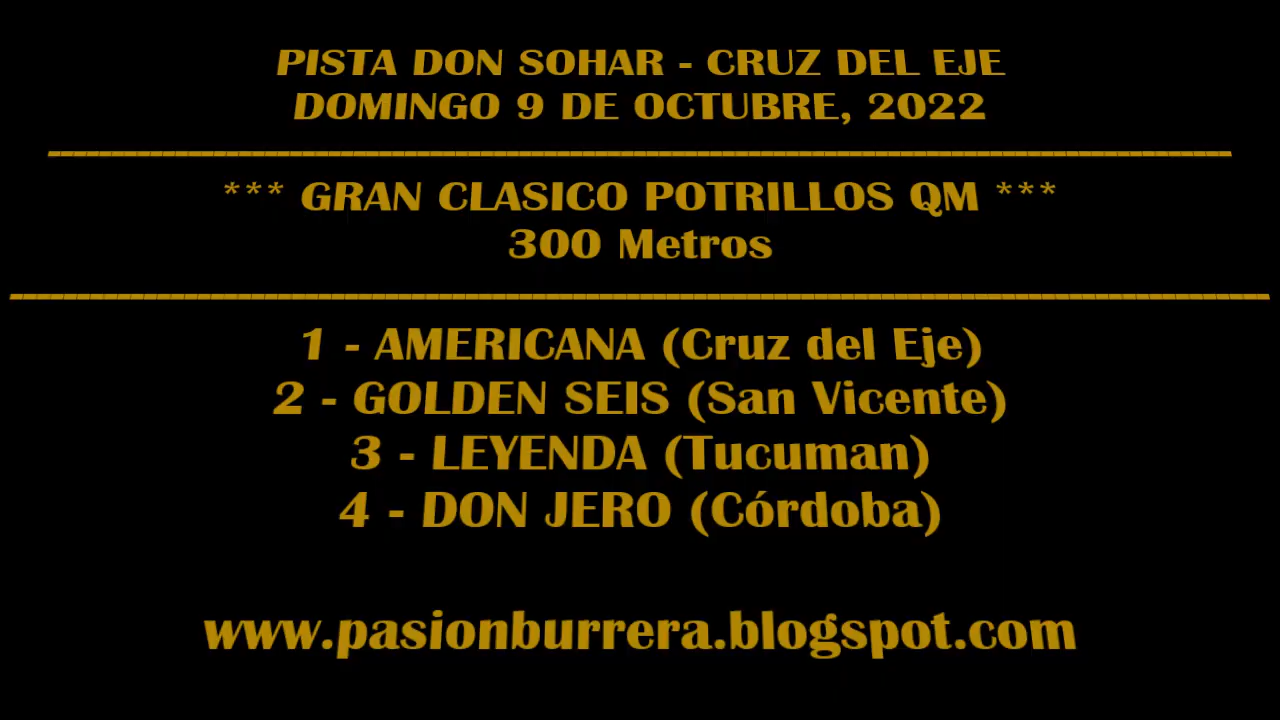 PISTA DON SOHAR - CRUZ DEL EJE
DOMINGO 9 DE OCTUBRE, 2022
*** GRAN CLASICO POTRILLOS QM ***
300 Metros
1 - AMERICANA (Cruz del Eje)
2 - GOLDEN SEIS (San Vicente)
3 - LEYENDA (Tucuman)
4 - DON JERO (Córdoba)
www.pasionburrera.blogspot.com